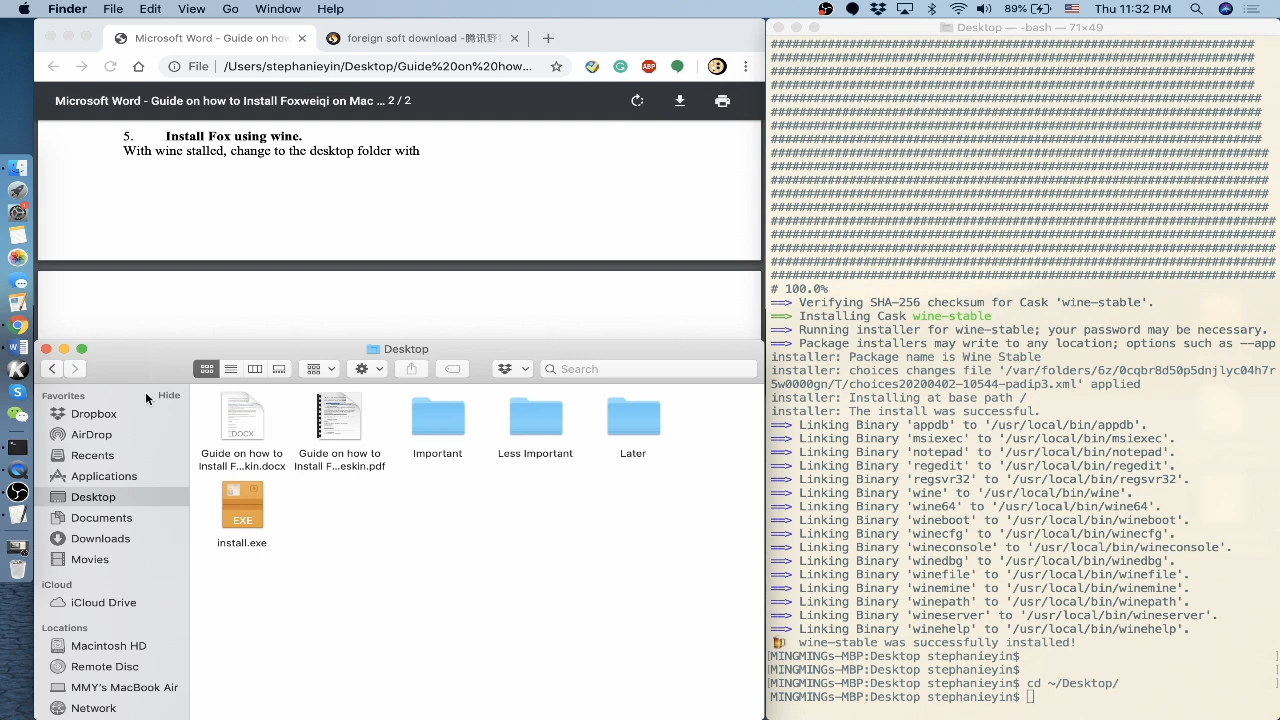 Finder File Edit View Go Window Help 89% Thu 11:32 PM
Microsoft Word - Guide on how
Fox start download -腾讯野
File /Users/stephanieyin/Desktop/Guide%20on%20how...
ABP
Microsoft Word - Guide on how to Install Foxweiqi on Mac ... 2 / 2
5. Install Fox using wine.
With wine stalled, change to the desktop folder with
Desktop
Search
Favorites Hide
Dropbox
AirDrop
Recents
Applications
Desktop
Documents
Downloads
Movies
iCloud
iCloud Drive
Locations
Macintosh HD
Remote Disc
MMY's MacBook Air
Network
DOCX
Guide on how to
Install F...kin.docx
Guide on how to
Install F...eskin.pdf
Important
Less Important
Later
EXE
install.exe
Desktop — -bash — 71×49
# 100.0%
==> Verifying SHA-256 checksum for Cask 'wine-stable'.
==> Installing Cask wine-stable
==> Running installer for wine-stable; your password may be necessary.
==> Package installers may write to any location; options such as --app
installer: Package name is Wine Stable
installer: choices changes file '/var/folders/6z/0cqbr8d50p5dnjlyc04h7r
5w0000gn/T/choices20200402-10544-padip3.xml' applied
installer: Installing at base path /
installer: The install was successful.
==> Linking Binary 'appdb' to '/usr/local/bin/appdb'.
==> Linking Binary 'msiexec' to '/usr/local/bin/msiexec'.
==> Linking Binary 'notepad' to '/usr/local/bin/notepad'.
==> Linking Binary 'regedit' to '/usr/local/bin/regedit'.
==> Linking Binary 'regsvr32' to '/usr/local/bin/regsvr32'.
==> Linking Binary 'wine' to '/usr/local/bin/wine'.
==> Linking Binary 'wine64' to '/usr/local/bin/wine64'.
==> Linking Binary 'wineboot' to '/usr/local/bin/wineboot'.
==> Linking Binary 'winecfg' to '/usr/local/bin/winecfg'.
==> Linking Binary 'wineconsole' to '/usr/local/bin/wineconsole'.
==> Linking Binary 'winedbg' to '/usr/local/bin/winedbg'.
==> Linking Binary 'winefile' to '/usr/local/bin/winefile'.
==> Linking Binary 'winemine' to '/usr/local/bin/winemine'.
==> Linking Binary 'winepath' to '/usr/local/bin/winepath'.
==> Linking Binary 'wineserver' to '/usr/local/bin/wineserver'.
==> Linking Binary 'winehelp' to '/usr/local/bin/winehelp'.
🍺 wine-stable was successfully installed!
[MINGMINGs-MBP:Desktop stephanieyin$ ]
[MINGMINGs-MBP:Desktop stephanieyin$ ]
[MINGMINGs-MBP:Desktop stephanieyin$ cd ~/Desktop/ ]
MINGMINGs-MBP:Desktop stephanieyin$